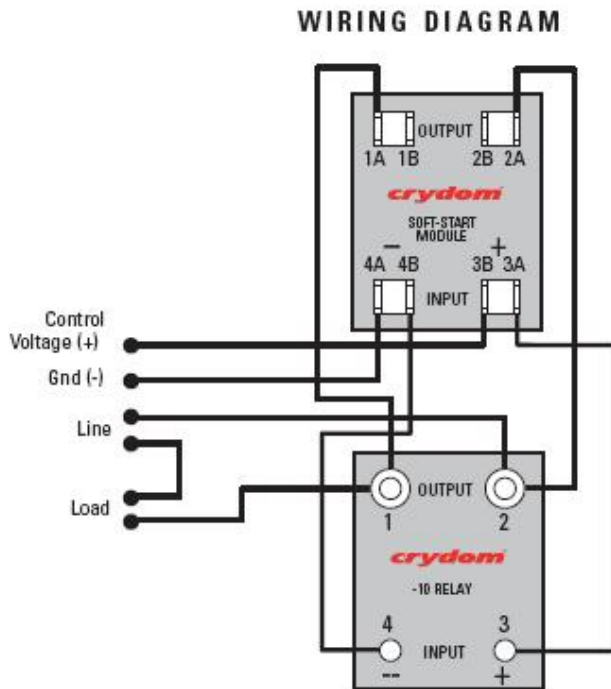 WIRING DIAGRAM
OUTPUT
1A 1B 2B 2A
crydom
SOFT-START
MODULE
- +
4A 4B 3B 3A
INPUT
Control
Voltage (+)
Gnd (-)
Line
Load
OUTPUT
1 2
crydom
-10 RELAY
4 3
INPUT
-- +